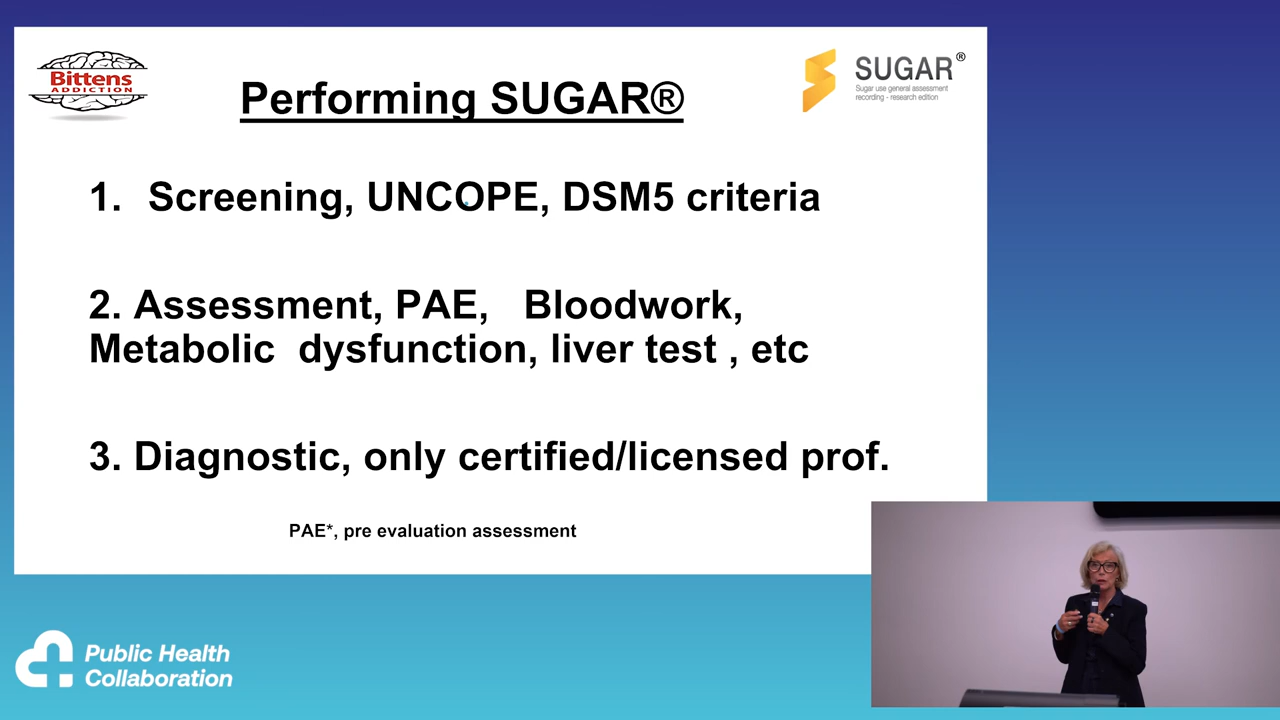 Bittens
ADDICTION
Performing SUGAR®
SUGAR®
Sugar use general assessment
recording - research edition
1. Screening, UNCOPE, DSM5 criteria
2. Assessment, PAE, Bloodwork,
Metabolic dysfunction, liver test , etc
3. Diagnostic, only certified/licensed prof.
PAE*, pre evaluation assessment
Public Health
Collaboration